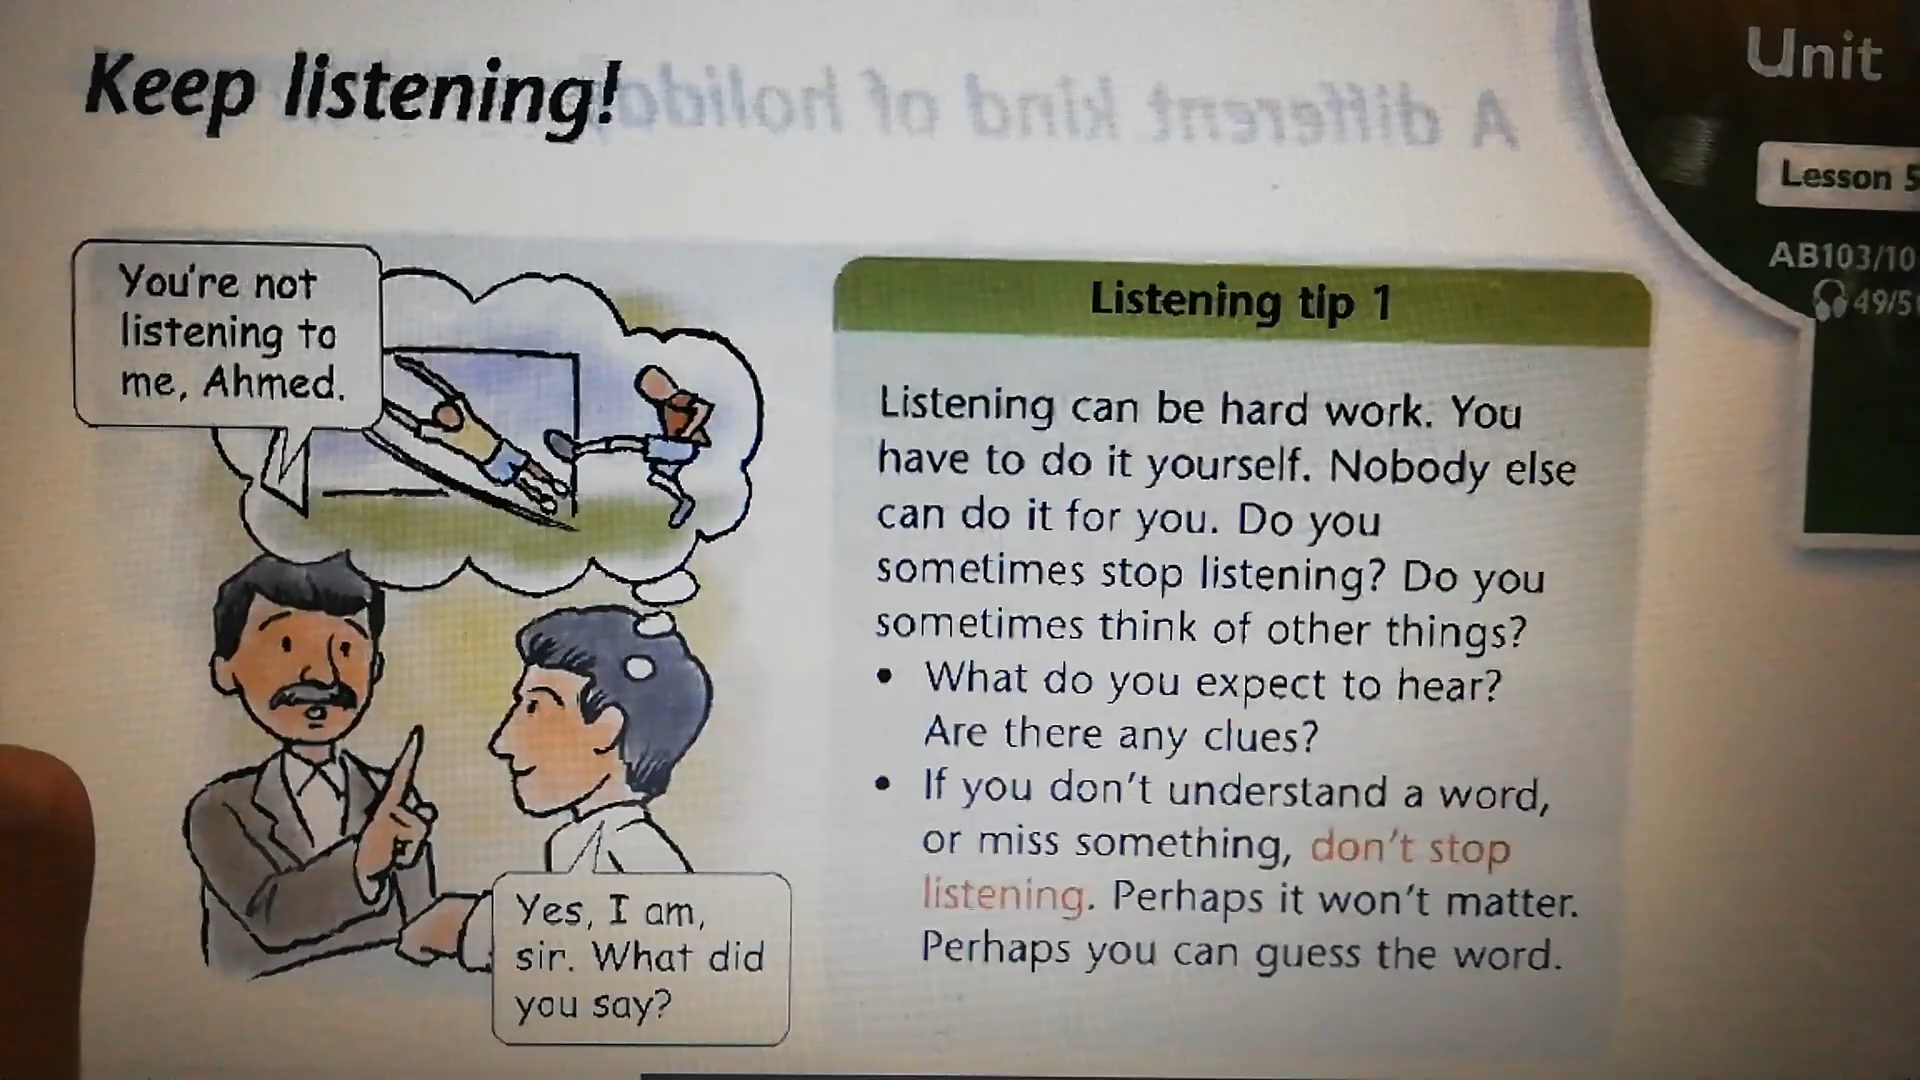 Keep listening!
A different kind of holida
Unit
Lesson 5
AB103/10
49/5
You're not
listening to
me, Ahmed.
Yes, I am,
sir. What did
you say?
Listening tip 1
Listening can be hard work. You
have to do it yourself. Nobody else
can do it for you. Do you
sometimes stop listening? Do you
sometimes think of other things?
• What do you expect to hear?
Are there any clues?
• If you don't understand a word,
or miss something, don't stop
listening. Perhaps it won't matter.
Perhaps you can guess the word.